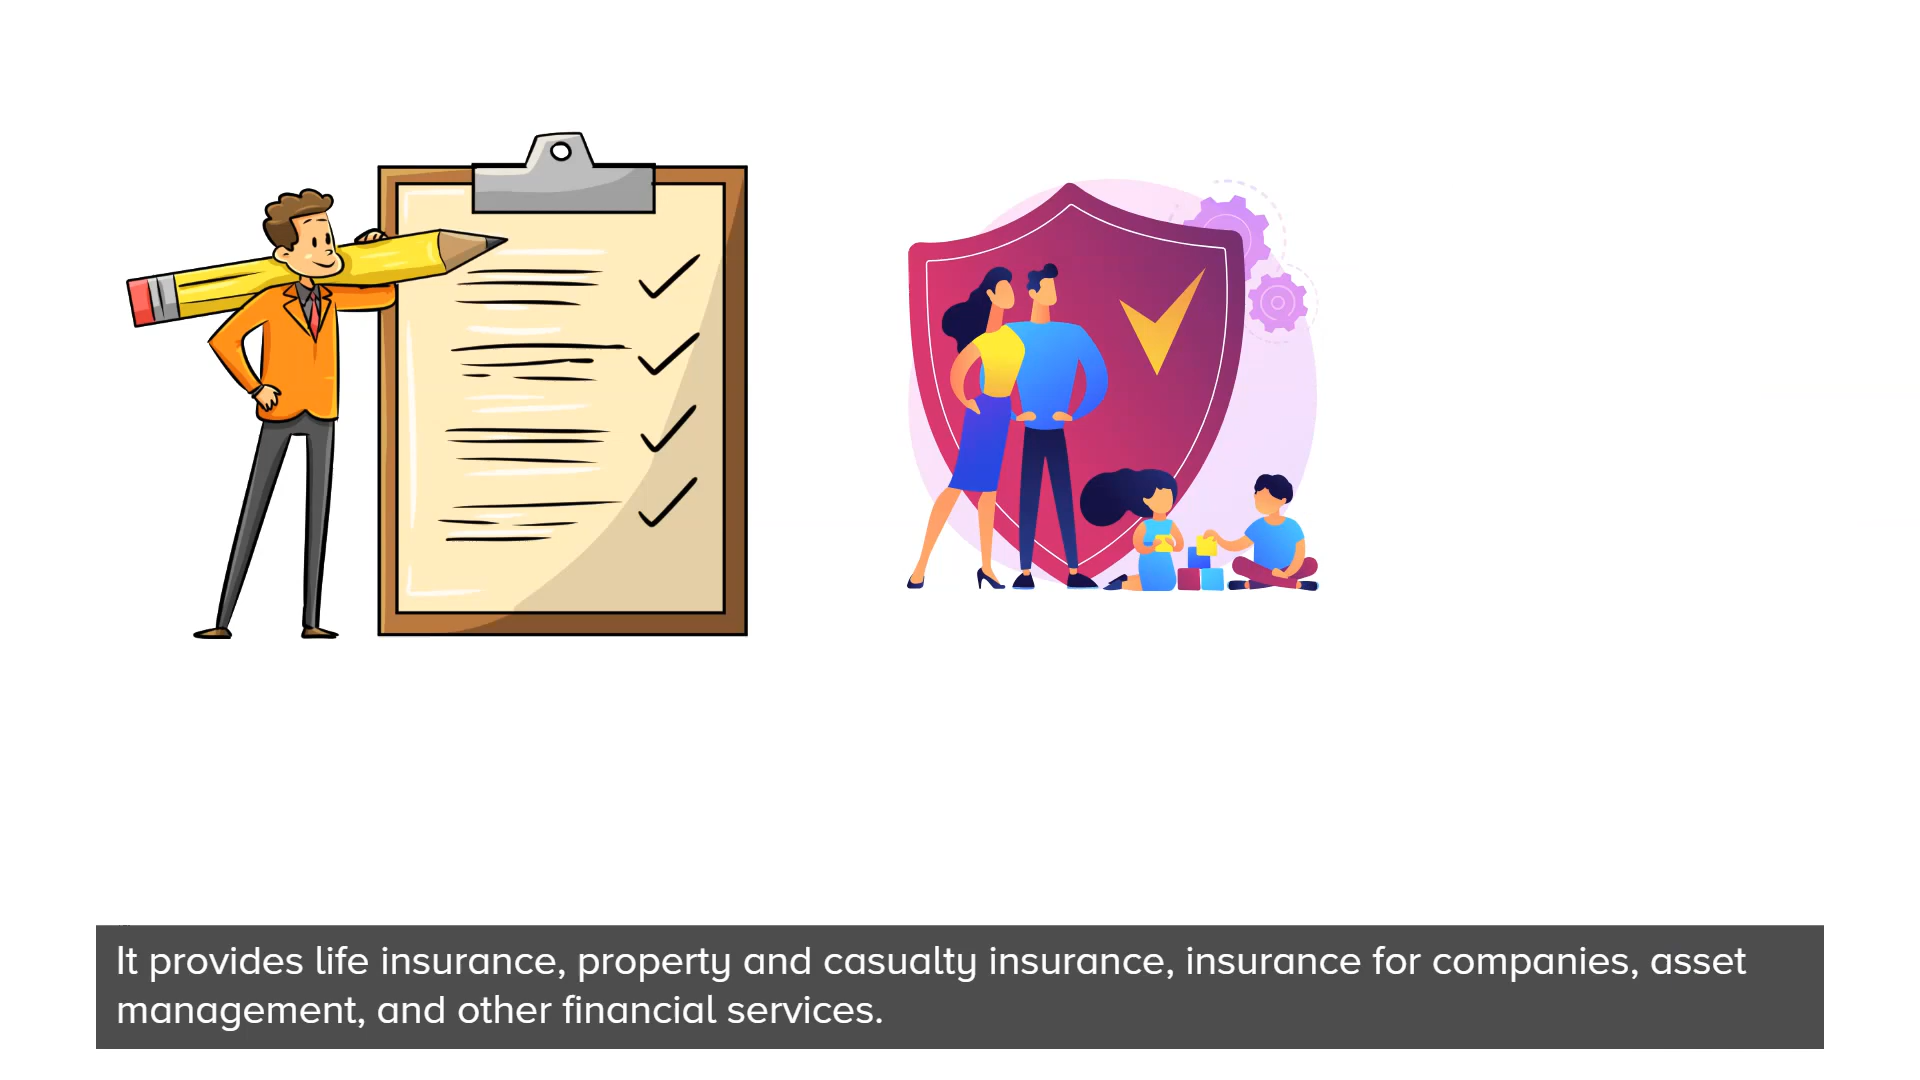 It provides life insurance, property and casualty insurance, insurance for companies, asset
management, and other financial services.